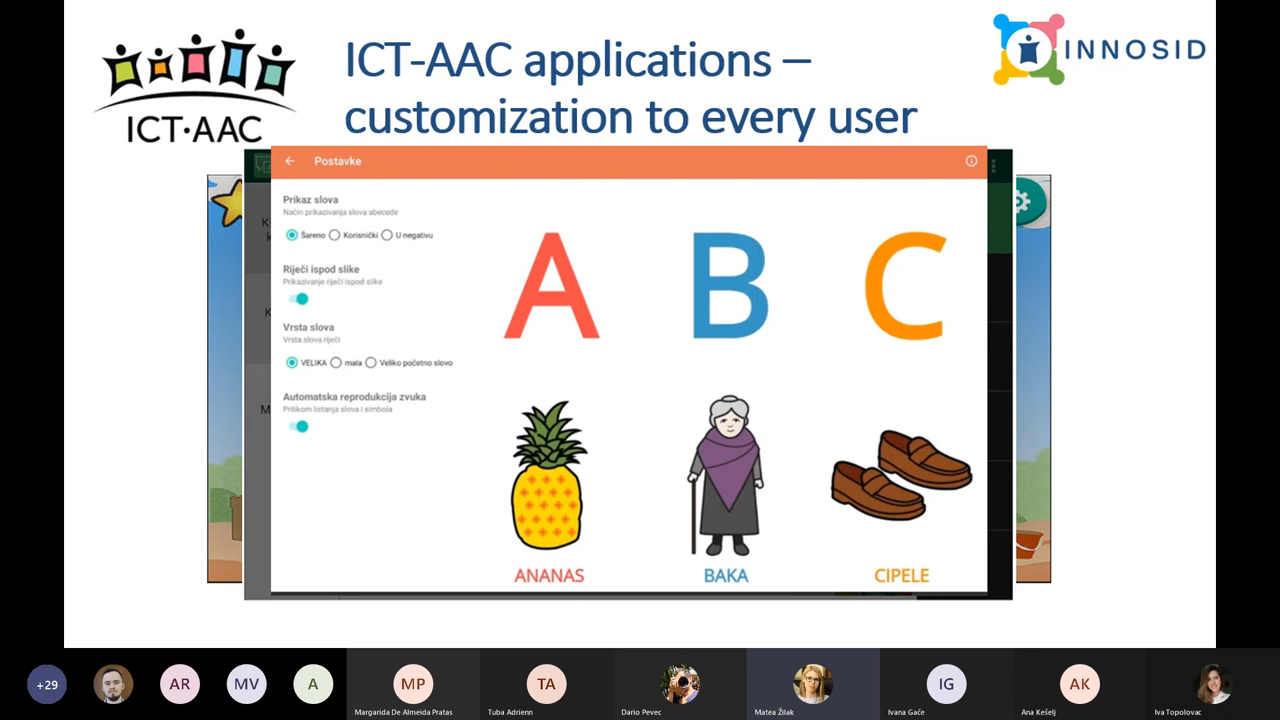 ICT-AAC applications –
customization to every user
ICT·AAC
INNOSID
Postavke
Prikaz slova
Način prikazivanja slova abecede
Šareno Korisnički U negativu
Riječi ispod slike
Prikazivanje riječi ispod slike
Vrsta slova
Vrsta slova riječi
VELIKA mala Veliko početno slovo
Automatska reprodukcija zvuka
Prilikom listanja slova i simbola
A B C
ANANAS BAKA CIPELE
+29
AR
MV
A
MP
Margarida De Almeida Pratas
TA
Tuba Adrienn
Dario Pevec
Matea Žilak
IG
Ivana Gaće
AK
Ana Kešelj
Iva Topolovac